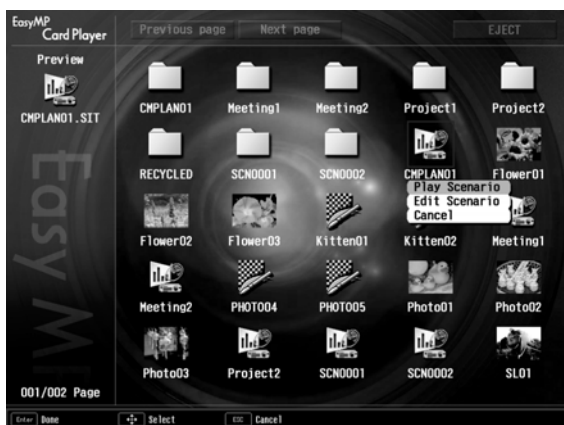 EasyMP
Card Player
Previous page
Next page
EJECT
Preview
CMPLAN01.SIT
CMPLAN01
Meeting1
Meeting2
Project1
Project2
RECYCLED
SCN0001
SCN0002
CMPLAN01
Flower01
Play Scenario
Edit Scenario
Cancel
Flower02
Flower03
Kitten01
Kitten02
Meeting1
Meeting2
PHOTO04
PHOTO05
Photo01
Photo02
Photo03
Project2
SCN0001
SCN0002
SL01
Easy M
001/002 Page
Enter Done
Select
ESC Cancel